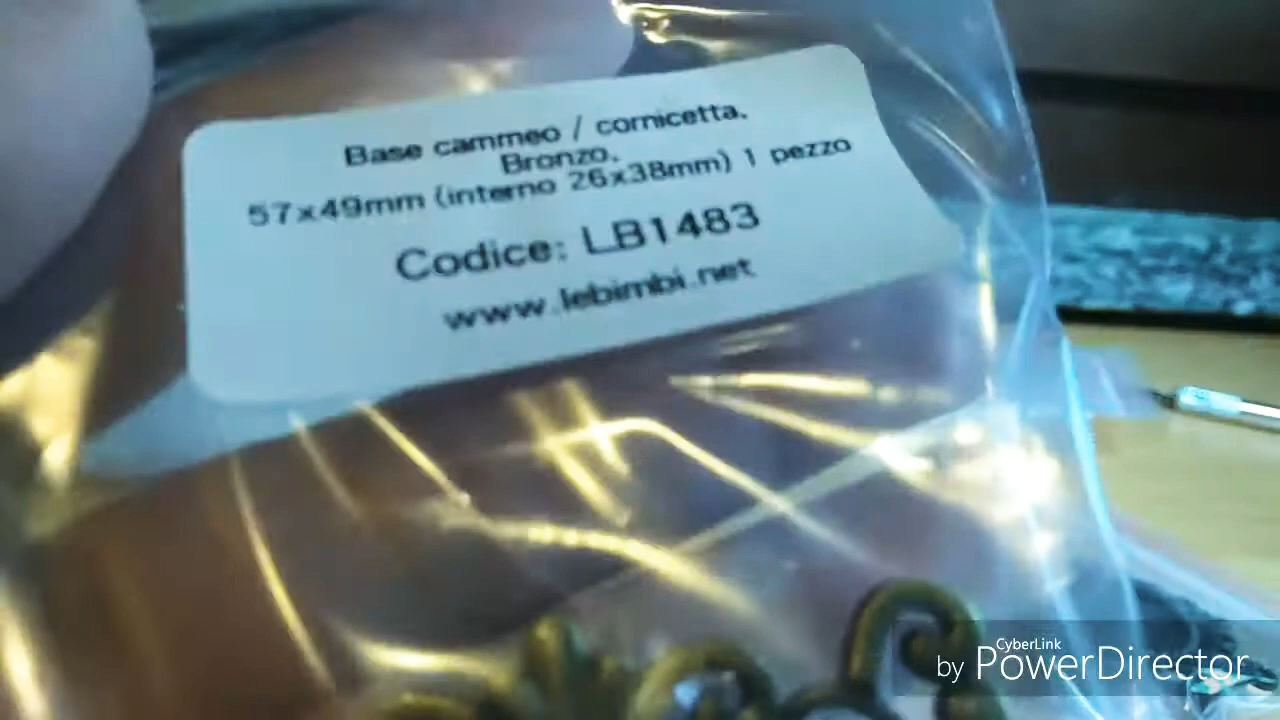 Base cammeo / cornicetta.
Bronzo.
57x49mm (interno 26x38mm) 1 pezzo
Codice: LB1483
www.lebimbi.net
CyberLink
by PowerDirector